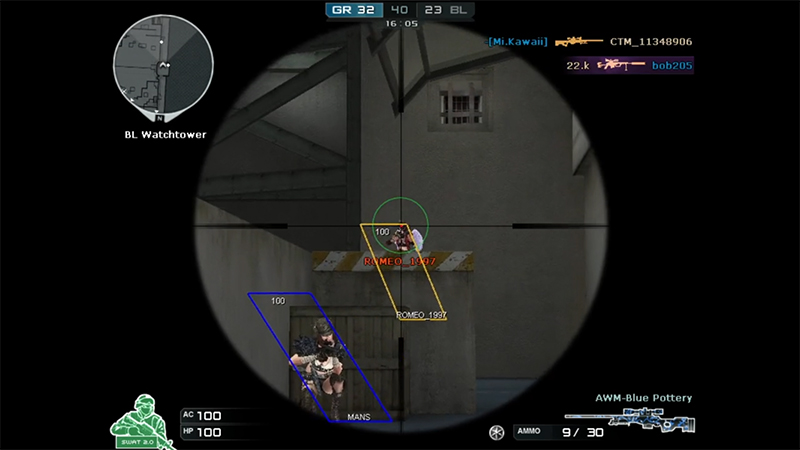 GR 32 40 23 BL
16:05
-[Mi.Kawaii] CTM_11348906
22.k bob205
BL Watchtower
N
100
ROMEO_1997
100
ROMEO_1997
MANS
AWM-Blue Pottery
AC 100
HP 100
SWAT 2.0
AMMO 9/ 30